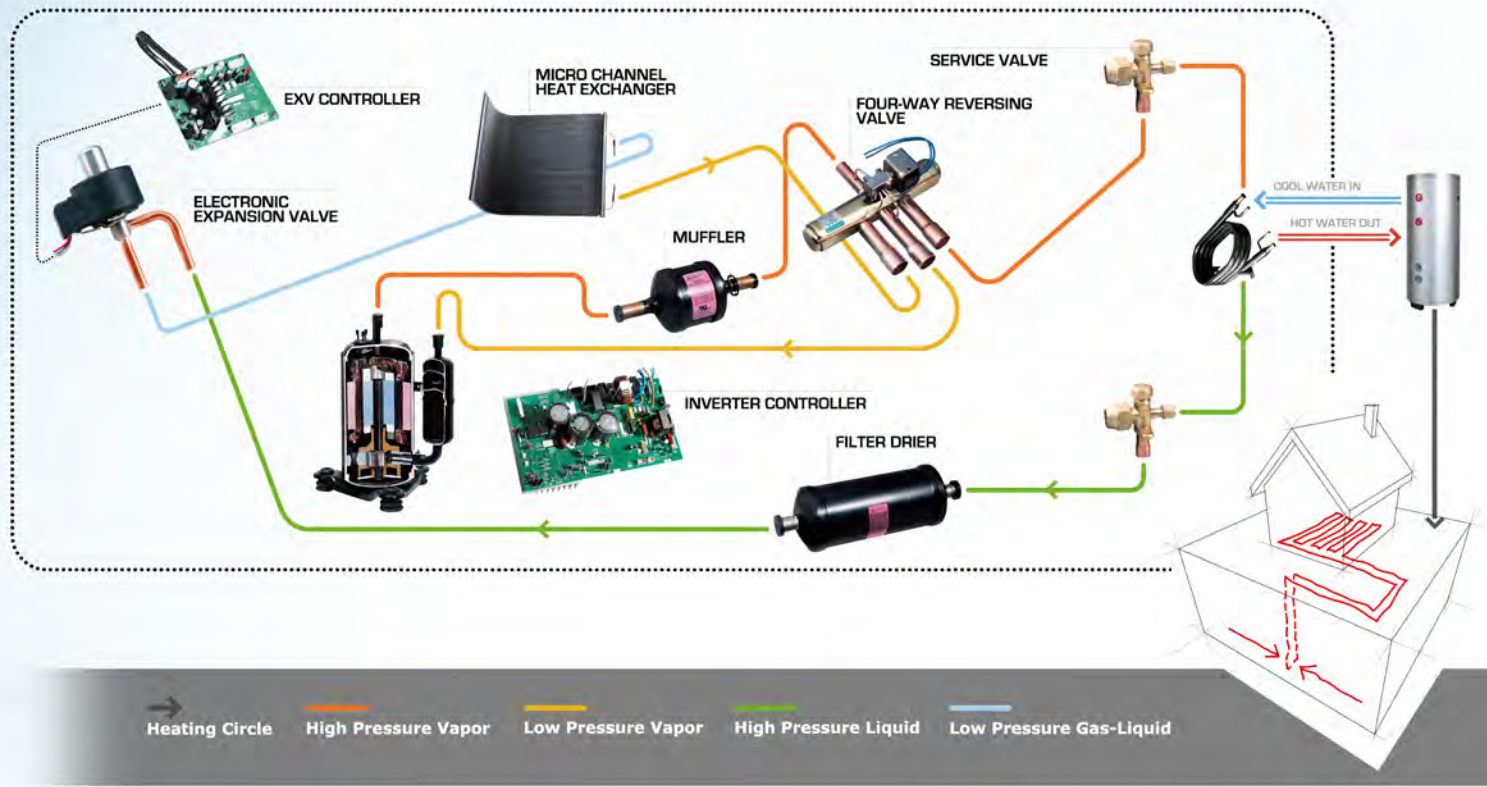 EXV CONTROLLER
MICRO CHANNEL
HEAT EXCHANGER
SERVICE VALVE
FOUR-WAY REVERSING
VALVE
ELECTRONIC
EXPANSION VALVE
COOL WATER IN
HOT WATER OUT
MUFFLER
INVERTER CONTROLLER
FILTER DRIER
Heating Circle
High Pressure Vapor
Low Pressure Vapor
High Pressure Liquid
Low Pressure Gas-Liquid